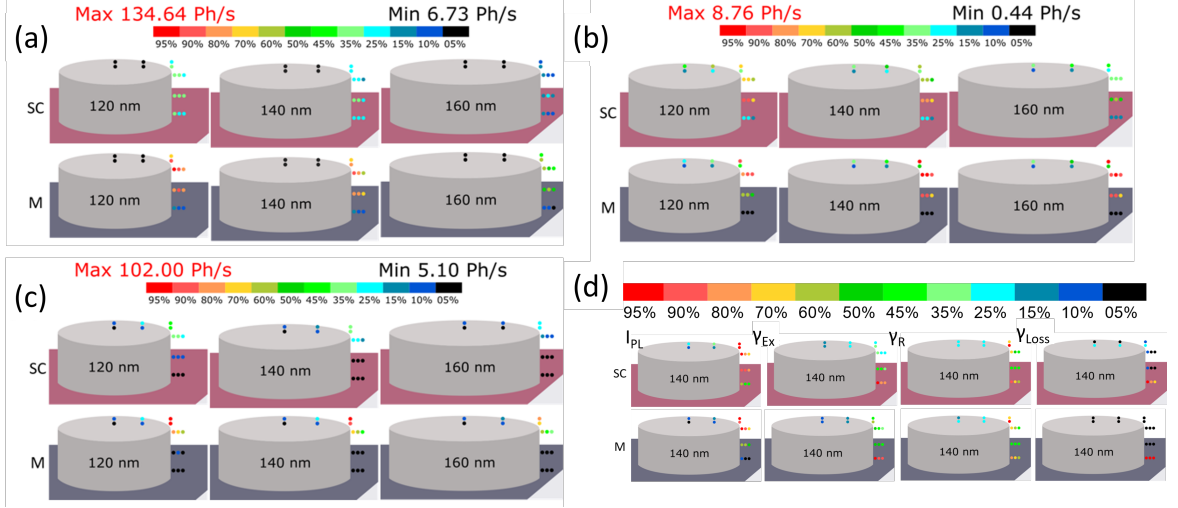 (a)
Max 134.64 Ph/s Min 6.73 Ph/s
95% 90% 80% 70% 60% 50% 45% 35% 25% 15% 10% 05%
SC 120 nm 140 nm 160 nm
M 120 nm 140 nm 160 nm
(b)
Max 8.76 Ph/s Min 0.44 Ph/s
95% 90% 80% 70% 60% 50% 45% 35% 25% 15% 10% 05%
SC 120 nm 140 nm 160 nm
M 120 nm 140 nm 160 nm
(c)
Max 102.00 Ph/s Min 5.10 Ph/s
95% 90% 80% 70% 60% 50% 45% 35% 25% 15% 10% 05%
SC 120 nm 140 nm 160 nm
M 120 nm 140 nm 160 nm
(d)
95% 90% 80% 70% 60% 50% 45% 35% 25% 15% 10% 05%
IPL γEx γR γLoss
SC 140 nm 140 nm 140 nm 140 nm
M 140 nm 140 nm 140 nm 140 nm